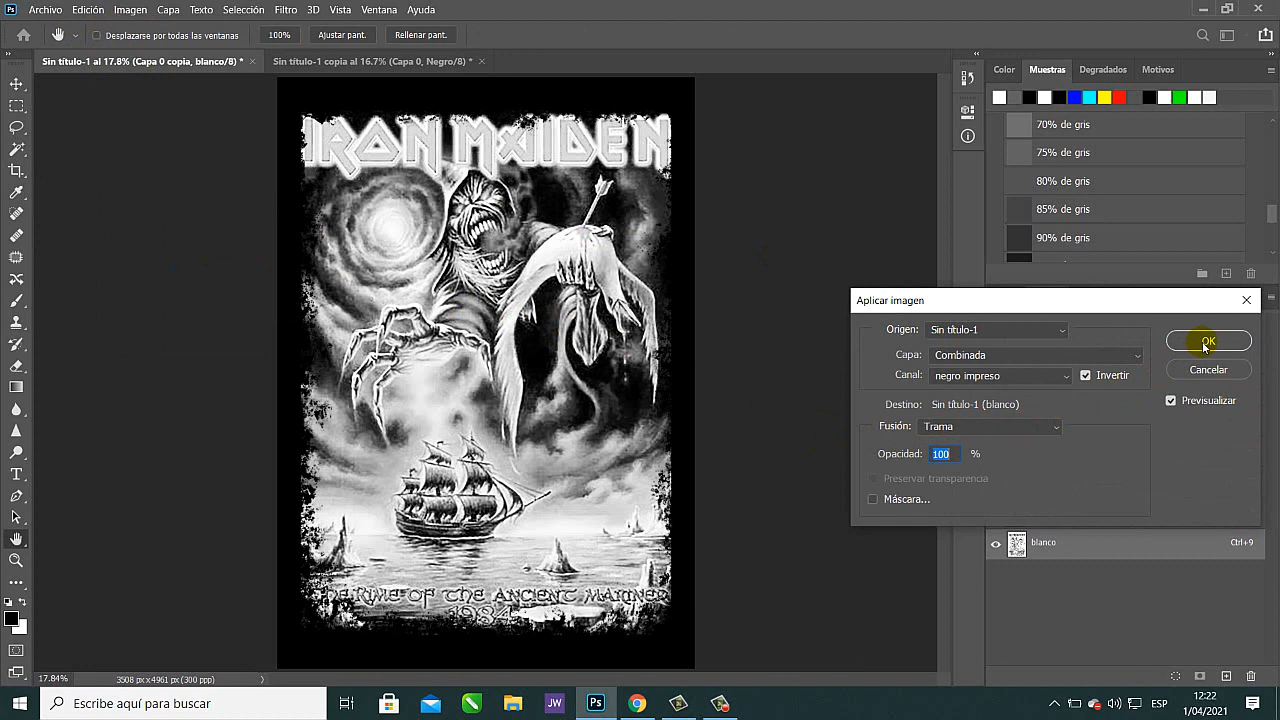 Archivo Edición Imagen Capa Texto Selección Filtro 3D Vista Ventana Ayuda
Desplazarse por todas las ventanas 100% Ajustar pant. Rellenar pant.
Sin título-1 al 17.8% (Capa 0 copia, blanco/8) * × Sin título-1 copia al 16.7% (Capa 0, Negro/8) * ×
Color Muestras Degradados Motivos
70% de gris
75% de gris
80% de gris
85% de gris
90% de gris
IRON MAIDEN
THE RIME OF THE ANCIENT MARINER
1984
Aplicar imagen
Origen: Sin título-1
OK
Capa: Combinada
Cancelar
Canal: negro impreso Invertir
Destino: Sin título-1 (blanco)
Previsualizar
Fusión: Trama
Opacidad: 100 %
Preservar transparencia
Máscara...
blanco Ctrl+9
17.84% 3508 px x 4961 px (300 ppp)
Escribe aquí para buscar
JW
Ps
ESP
12:22
1/04/2021